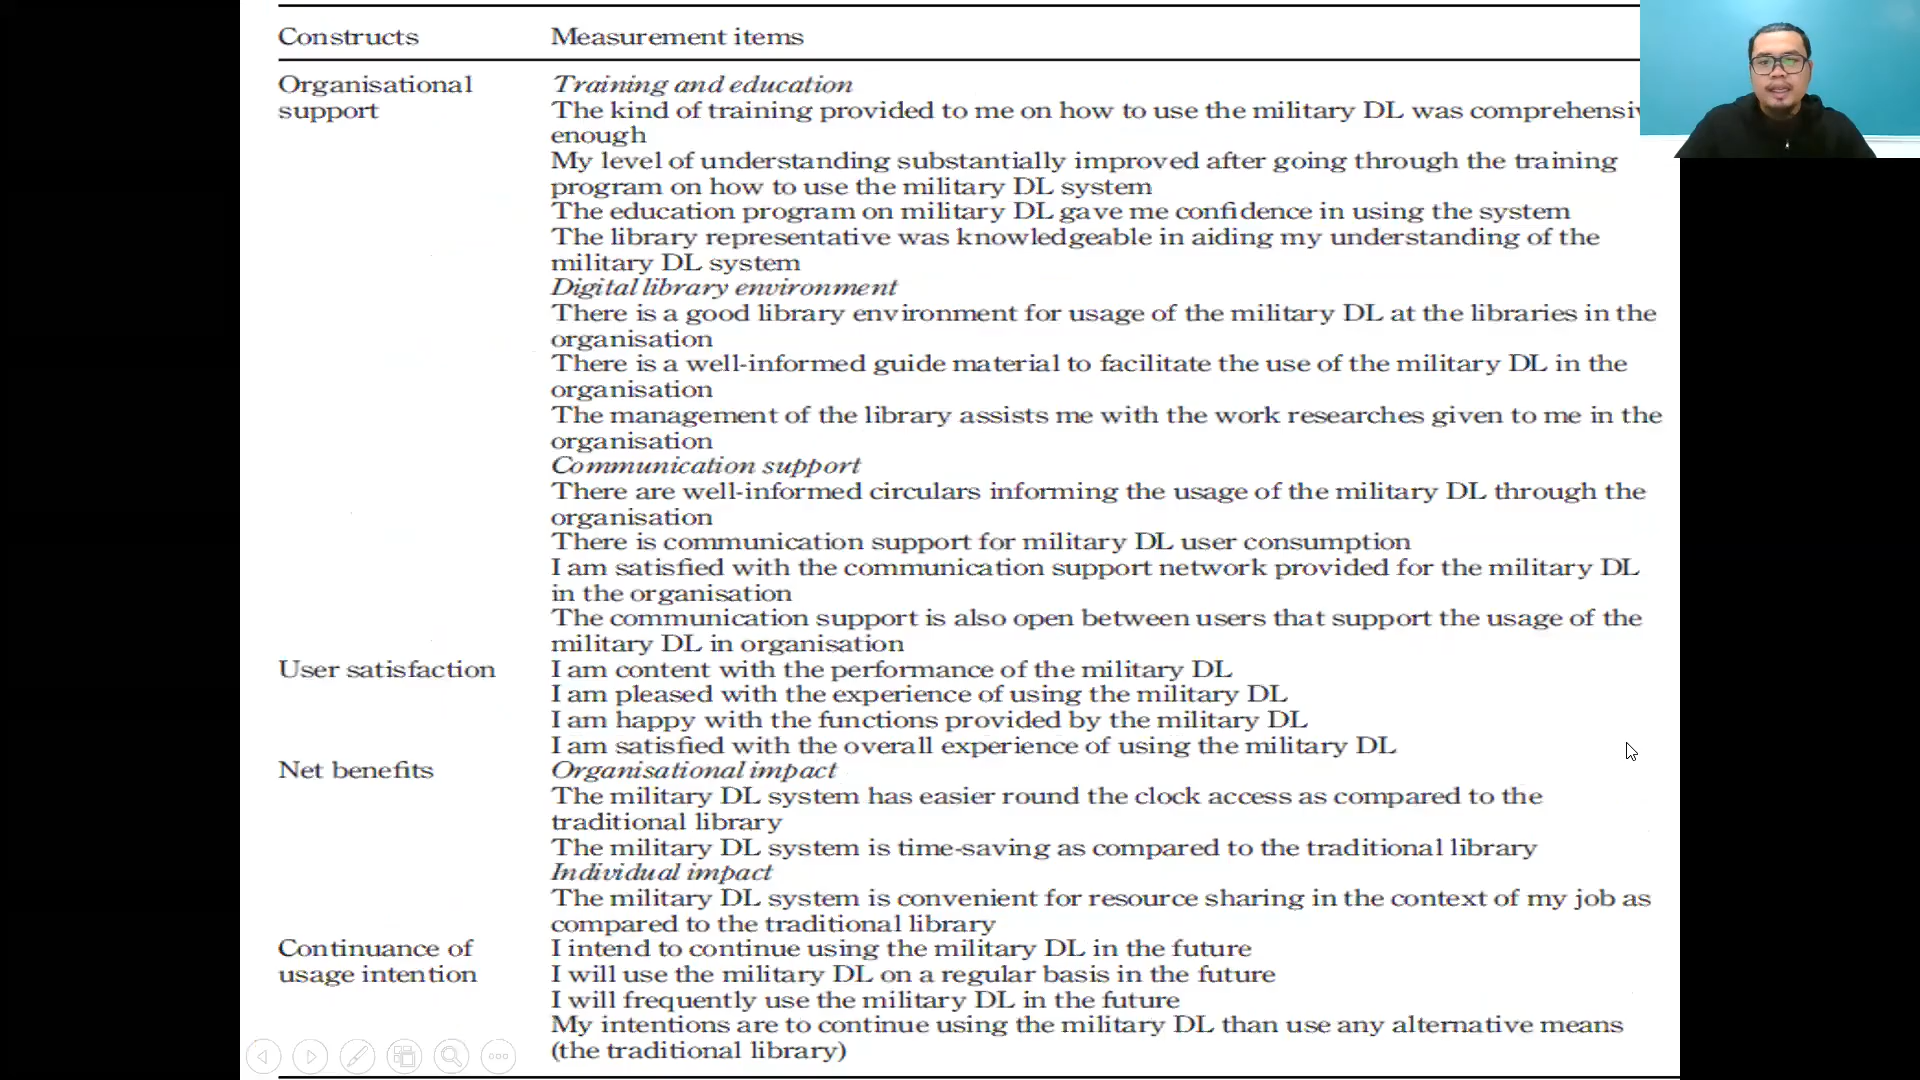 Constructs Measurement items
Organisational Training and education
support The kind of training provided to me on how to use the military DL was
enough
My level of understanding substantially improved after going through the training
program on how to use the military DL system
The education program on military DL gave me confidence in using the system
The library representative was knowledgeable in aiding my understanding of the
military DL system
Digital library environment
There is a good library environment for usage of the military DL at the libraries in the
organisation
There is a well-informed guide material to facilitate the use of the military DL in the
organisation
The management of the library assists me with the work researches given to me in the
organisation
Communication support
There are well-informed circulars informing the usage of the military DL through the
organisation
There is communication support for military DL user consumption
I am satisfied with the communication support network provided for the military DL
in the organisation
The communication support is also open between users that support the usage of the
military DL in organisation
User satisfaction I am content with the performance of the military DL
I am pleased with the experience of using the military DL
I am happy with the functions provided by the military DL
I am satisfied with the overall experience of using the military DL
Net benefits Organisational impact
The military DL system has easier round the clock access as compared to the
traditional library
The military DL system is time-saving as compared to the traditional library
Individual impact
The military DL system is convenient for resource sharing in the context of my job as
compared to the traditional library
Continuance of I intend to continue using the military DL in the future
usage intention I will use the military DL on a regular basis in the future
I will frequently use the military DL in the future
My intentions are to continue using the military DL than use any alternative means
(the traditional library)